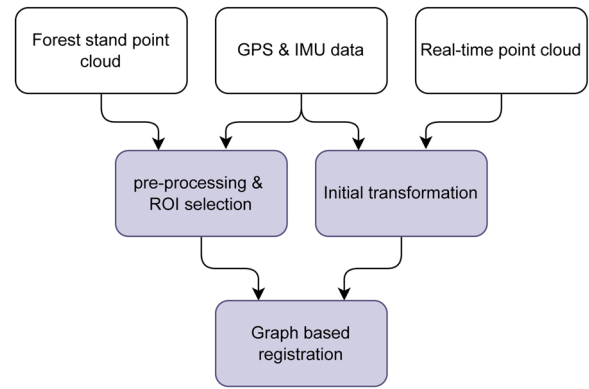 Forest stand point
cloud
GPS & IMU data
Real-time point cloud
pre-processing &
ROI selection
Initial transformation
Graph based
registration